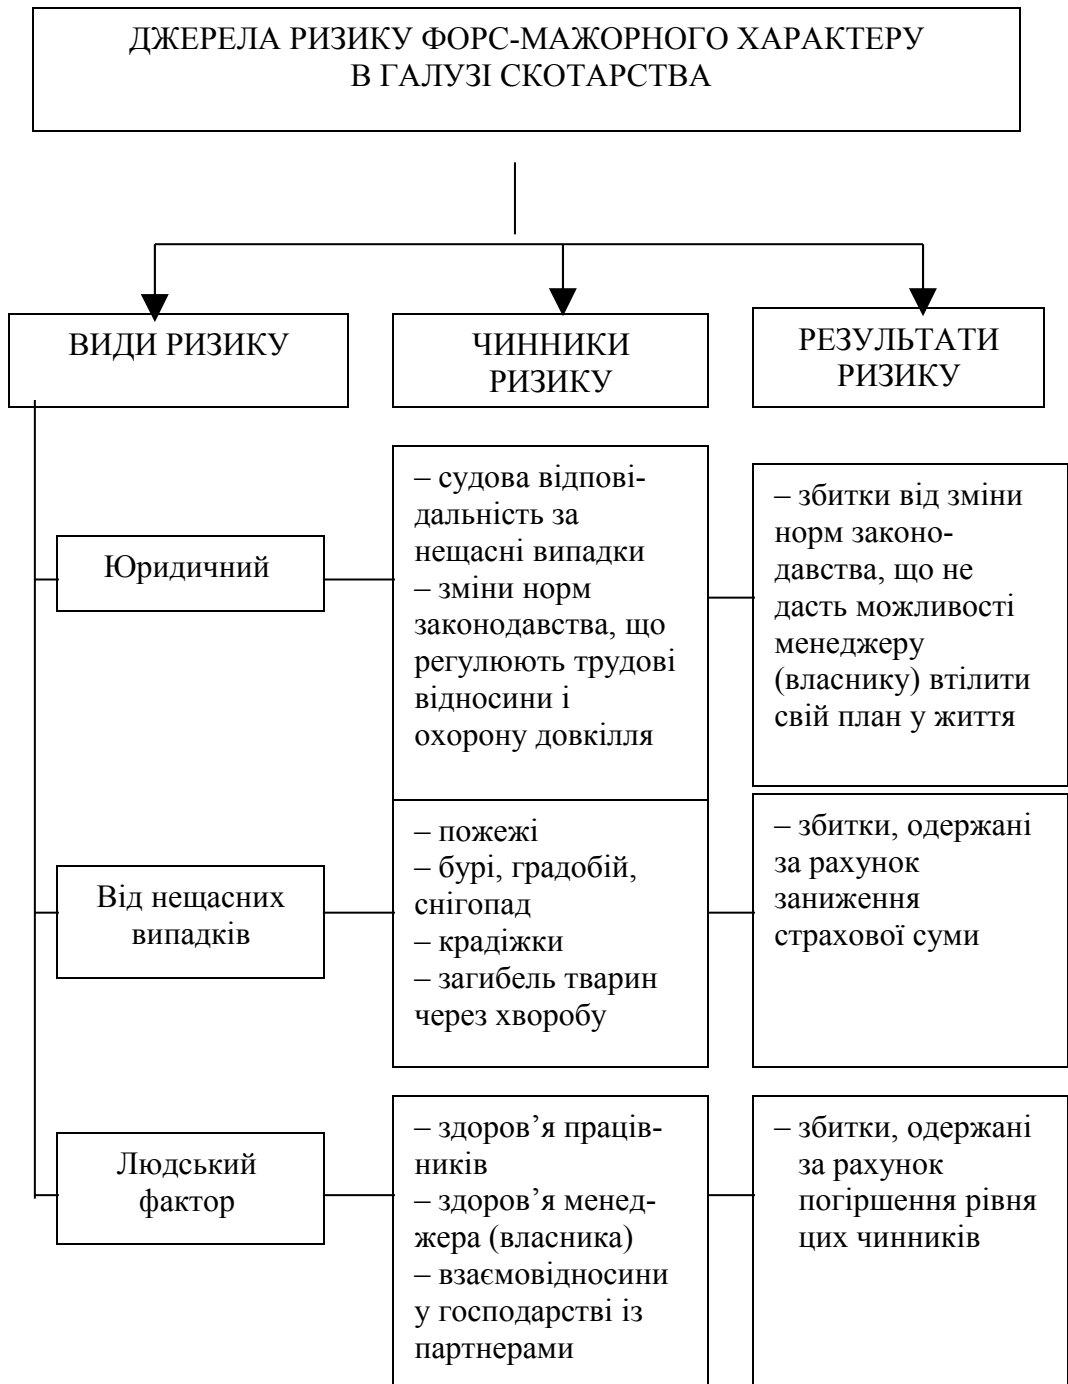 ДЖЕРЕЛА РИЗИКУ ФОРС-МАЖОРНОГО ХАРАКТЕРУ
В ГАЛУЗІ СКОТАРСТВА
ВИДИ РИЗИКУ
ЧИННИКИ
РИЗИКУ
РЕЗУЛЬТАТИ
РИЗИКУ
Юридичний
– судова відпові-
дальність за
нещасні випадки
– зміни норм
законодавства, що
регулюють трудові
відносини і
охорону довкілля
– збитки від зміни
норм законо-
давства, що не
дасть можливості
менеджеру
(власнику) втілити
свій план у життя
Від нещасних
випадків
– пожежі
– бурі, градобій,
снігопад
– крадіжки
– загибель тварин
через хворобу
– збитки, одержані
за рахунок
заниження
страхової суми
Людський
фактор
– здоров’я праців-
ників
– здоров’я менед-
жера (власника)
– взаємовідносини
у господарстві із
партнерами
– збитки, одержані
за рахунок
погіршення рівня
цих чинників